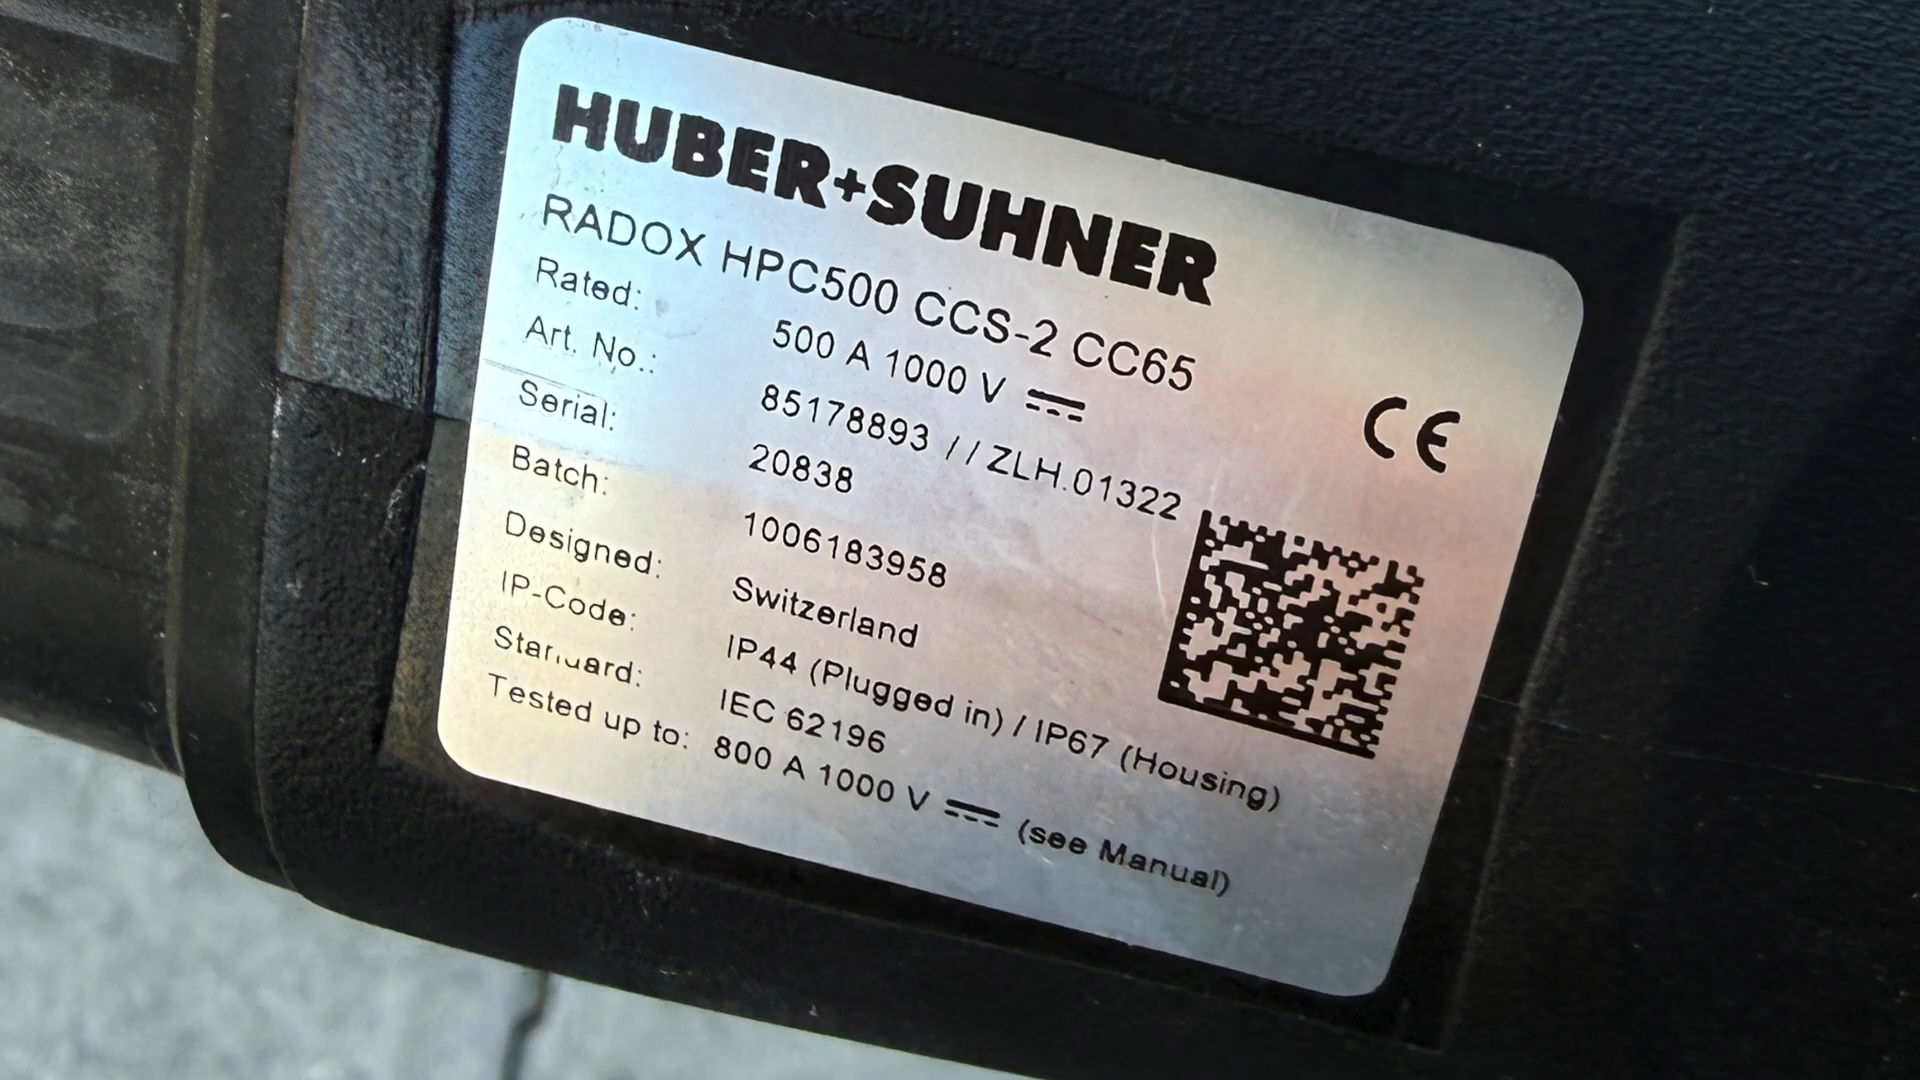 HUBER+SUHNER
RADOX HPC500 CCS-2 CC65
Rated: 500 A 1000 V
Art. No.: 85178893 // ZLH.01322
Serial: 20838
Batch: 1006183958
Designed: Switzerland
IP-Code: IP44 (Plugged in) / IP67 (Housing)
Standard: IEC 62196
Tested up to: 800 A 1000 V (see Manual)
CE